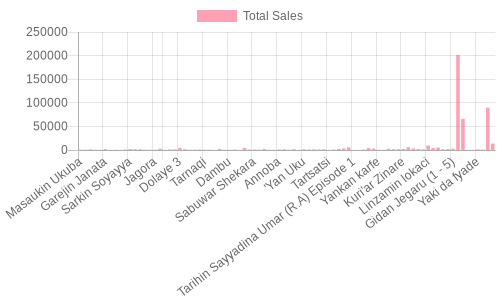 Total Sales
250000
200000
150000
100000
50000
0
Masaukin Ukuba
Garejin Janata
Sarkin Soyayya
Jagora
Dolaye 3
Tarnaqi
Dambu
Sabuwar Shekara
Annoba
'Yan Uku
Tartsatsi
Tarihin Sayyadina Umar (R.A) Episode 1
Yankan karfe
Kuri'ar Zinare
Linzamin lokaci
Gidan Jegaru (1 - 5)
Yaki da fyade